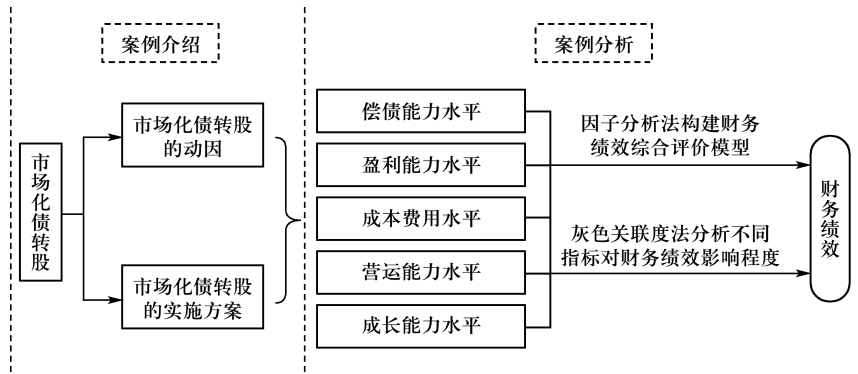 案例介绍
案例分析
市场化债转股
市场化债转股
的动因
市场化债转股
的实施方案
偿债能力水平
盈利能力水平
成本费用水平
营运能力水平
成长能力水平
因子分析法构建财务
绩效综合评价模型
灰色关联度法分析不同
指标对财务绩效影响程度
财务绩效